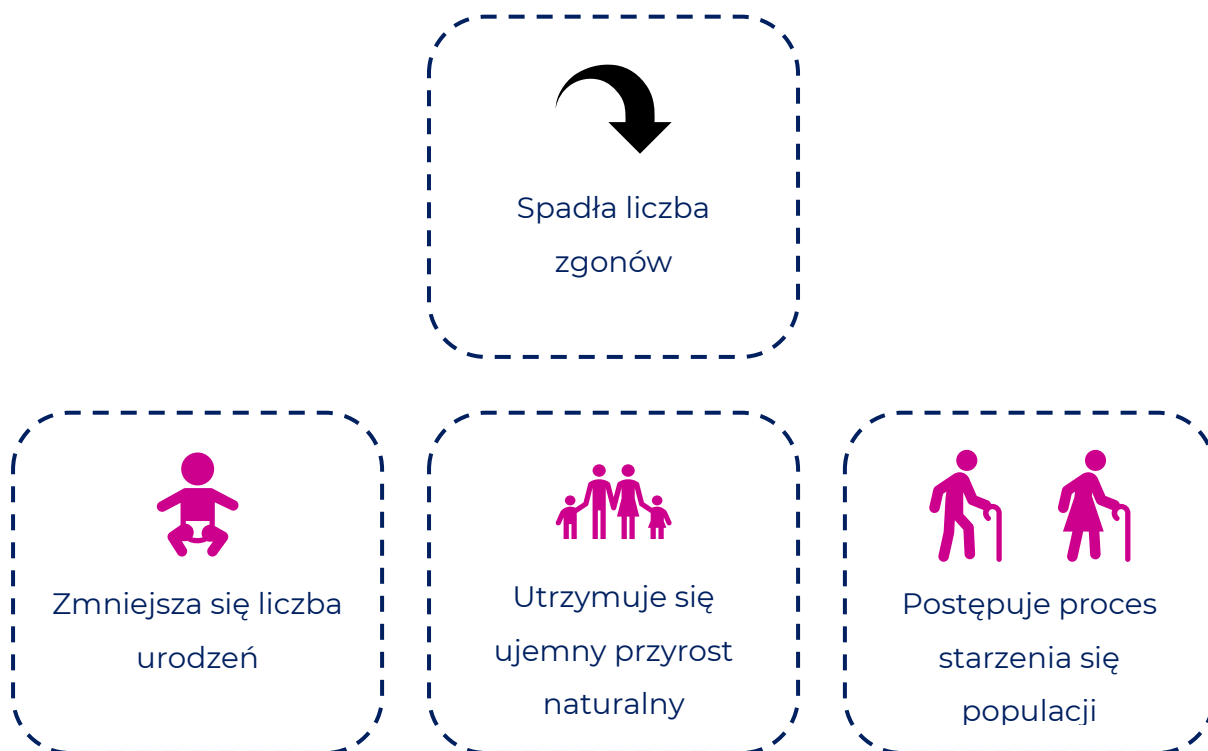 Spadła liczba
zgonów
Zmniejsza się liczba
urodzeń
Utrzymuje się
ujemny przyrost
naturalny
Postępuje proces
starzenia się
populacji